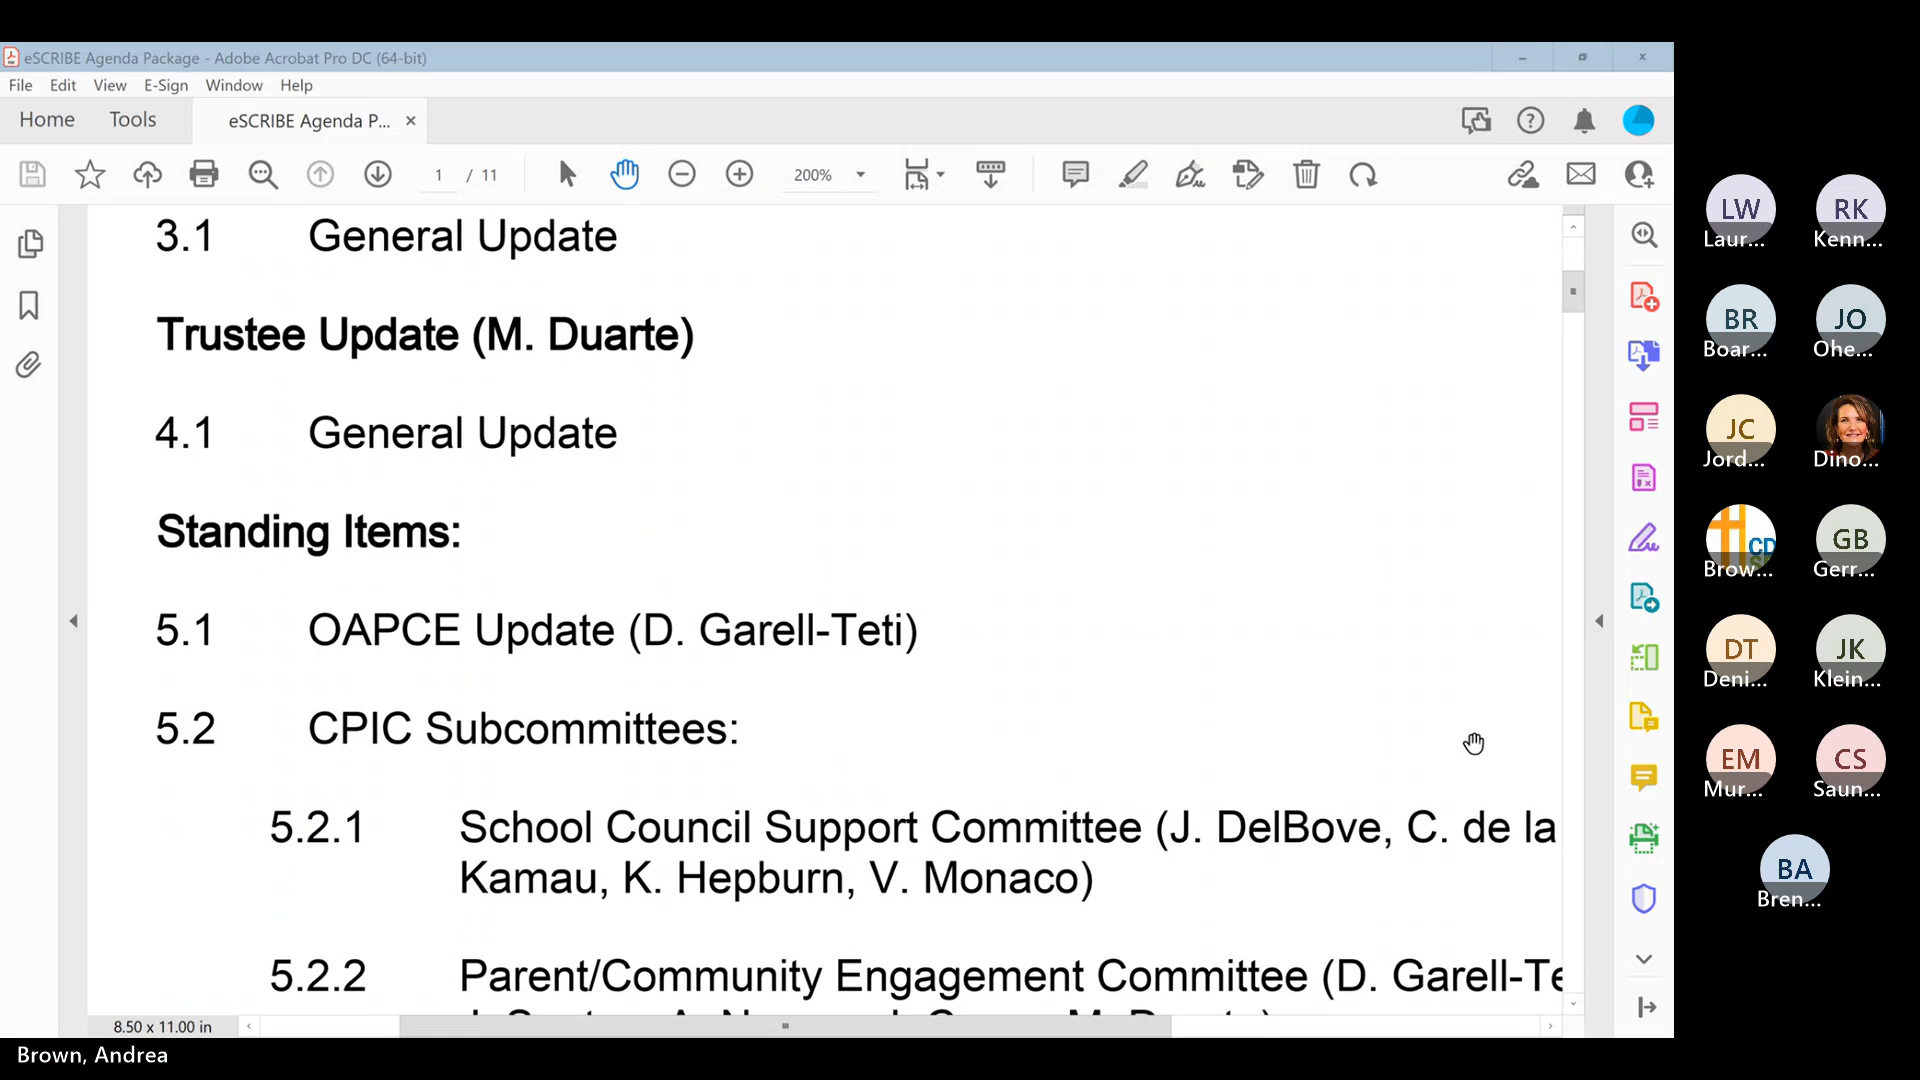 eSCRIBE Agenda Package - Adobe Acrobat Pro DC (64-bit)
File Edit View E-Sign Window Help
Home Tools eSCRIBE Agenda P... ×
1 / 11 200%
3.1 General Update
Trustee Update (M. Duarte)
4.1 General Update
Standing Items:
5.1 OAPCE Update (D. Garell-Teti)
5.2 CPIC Subcommittees:
5.2.1 School Council Support Committee (J. DelBove, C. de la
Kamau, K. Hepburn, V. Monaco)
5.2.2 Parent/Community Engagement Committee (D. Garell-Te
8.50 x 11.00 in
Brown, Andrea
LW RK
Laur... Kenn...
BR JO
Boar... Ohe...
JC
Jord... Dino...
CD
Brow... GB
Gerr...
DT JK
Deni... Klein...
EM CS
Mur... Saun...
BA
Bren...